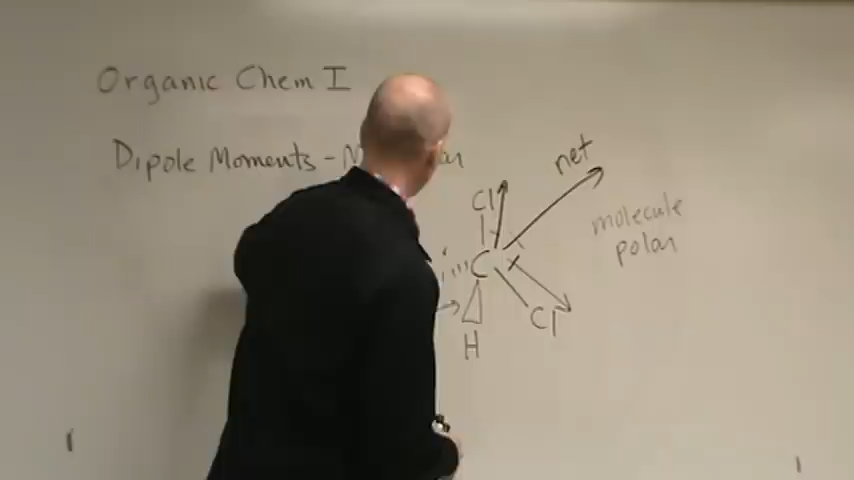 Organic Chem I
Dipole Moments -
net
Cl
molecule
polar
C
Cl
H